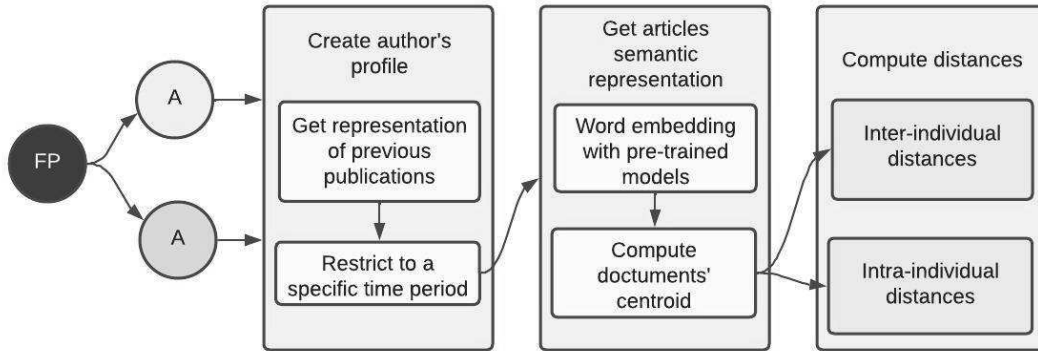 FP
A
A
Create author's
profile
Get representation
of previous
publications
Restrict to a
specific time period
Get articles
semantic
representation
Word embedding
with pre-trained
models
Compute
doctuments'
centroid
Compute distances
Inter-individual
distances
Intra-individual
distances